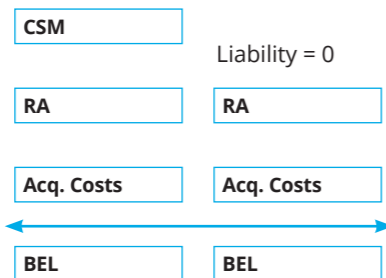 CSM
Liability = 0
RA RA
Acq. Costs Acq. Costs
BEL BEL